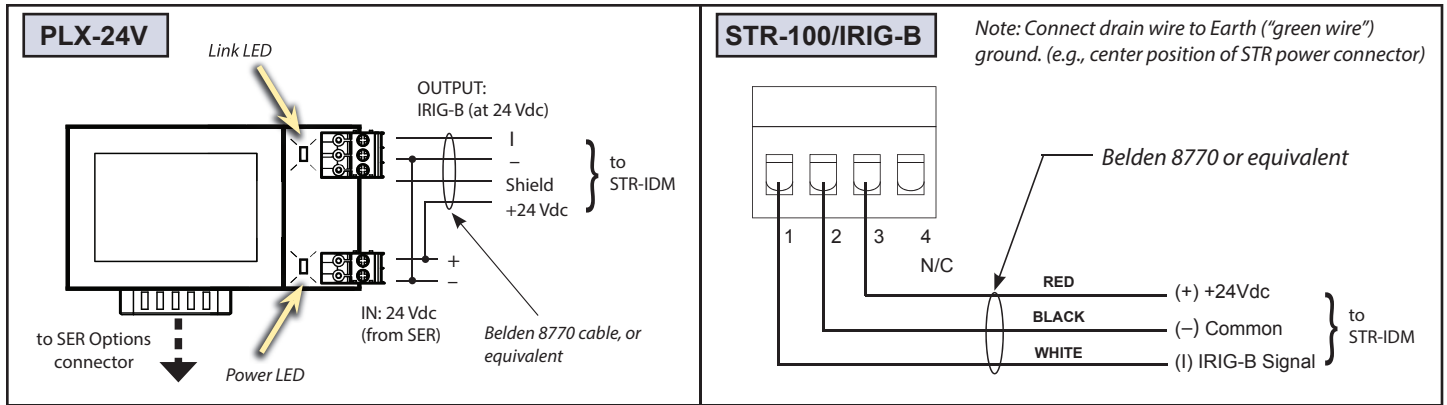 PLX-24V
Link LED
OUTPUT:
IRIG-B (at 24 Vdc)
I
–
Shield
+24 Vdc
to
STR-IDM
+
–
IN: 24 Vdc
(from SER)
Belden 8770 cable, or
equivalent
to SER Options
connector
Power LED
STR-100/IRIG-B
Note: Connect drain wire to Earth (“green wire”)
ground. (e.g., center position of STR power connector)
Belden 8770 or equivalent
1 2 3 4
N/C
RED
(+) +24Vdc
BLACK
(–) Common
WHITE
(I) IRIG-B Signal
to
STR-IDM